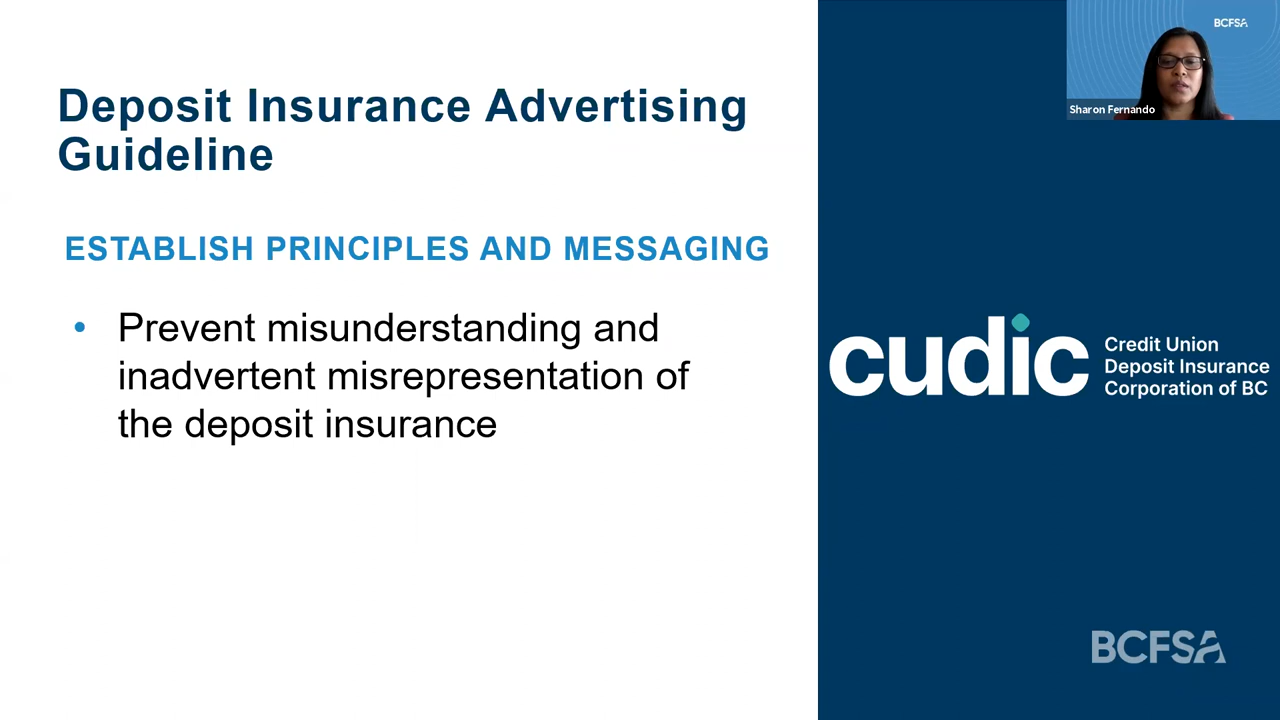 Deposit Insurance Advertising
Guideline
ESTABLISH PRINCIPLES AND MESSAGING
• Prevent misunderstanding and
inadvertent misrepresentation of
the deposit insurance
BCFSA
Sharon Fernando
cudic
Credit Union
Deposit Insurance
Corporation of BC
BCFSA